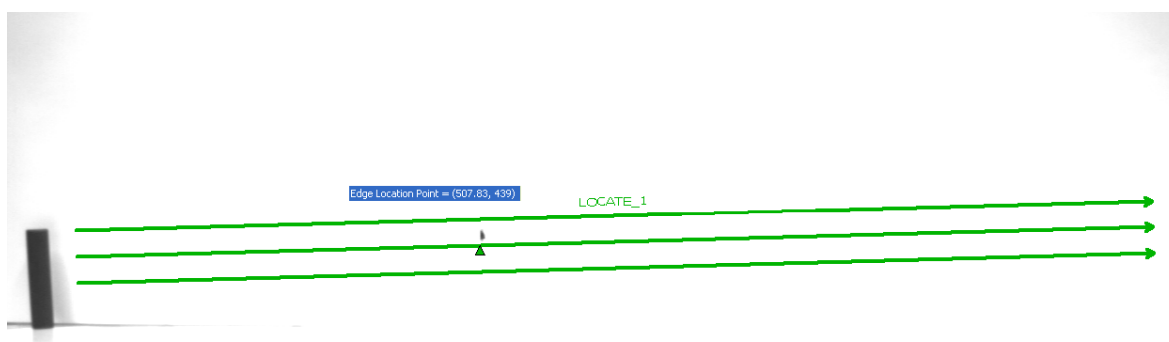 Edge Location Point = (507.83, 439)
LOCATE_1